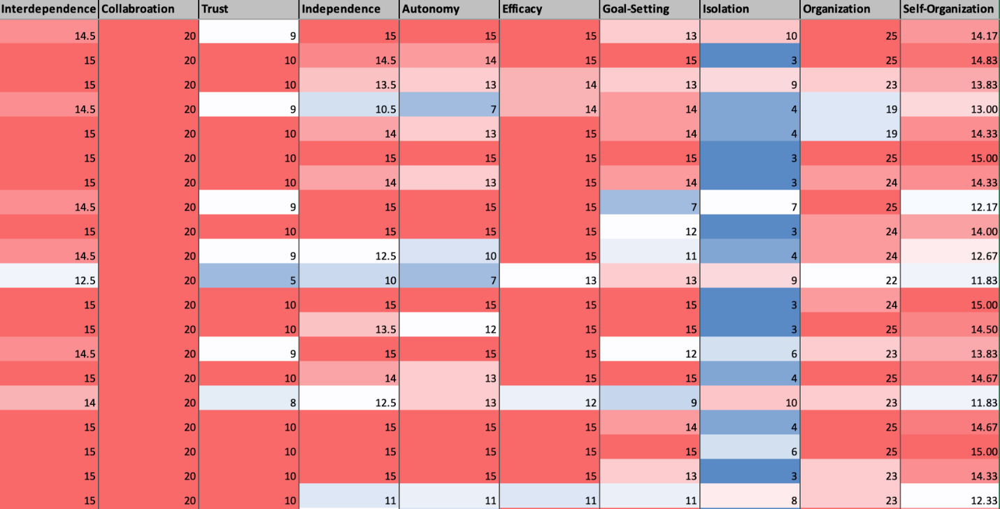 Interdependence Collabroation Trust Independence Autonomy Efficacy Goal-Setting Isolation Organization Self-Organization
14.5 20 9 15 15 15 13 10 25 14.17
15 20 10 14.5 14 15 15 3 25 14.83
15 20 10 13.5 13 14 13 9 23 13.83
14.5 20 9 10.5 7 14 14 4 19 13.00
15 20 10 14 13 15 14 4 19 14.33
15 20 10 15 15 15 15 3 25 15.00
15 20 10 14 13 15 14 3 24 14.33
14.5 20 9 15 15 15 7 7 25 12.17
15 20 10 15 15 15 12 3 24 14.00
14.5 20 9 12.5 10 15 11 4 24 12.67
12.5 20 5 10 7 13 13 9 22 11.83
15 20 10 15 15 15 15 3 24 15.00
15 20 10 13.5 12 15 15 3 25 14.50
14.5 20 9 15 15 15 12 6 23 13.83
15 20 10 14 13 15 15 4 25 14.67
14 20 8 12.5 13 12 9 10 23 11.83
15 20 10 15 15 15 14 4 25 14.67
15 20 10 15 15 15 15 6 25 15.00
15 20 10 15 15 15 13 3 23 14.33
15 20 10 11 11 11 11 8 23 12.33